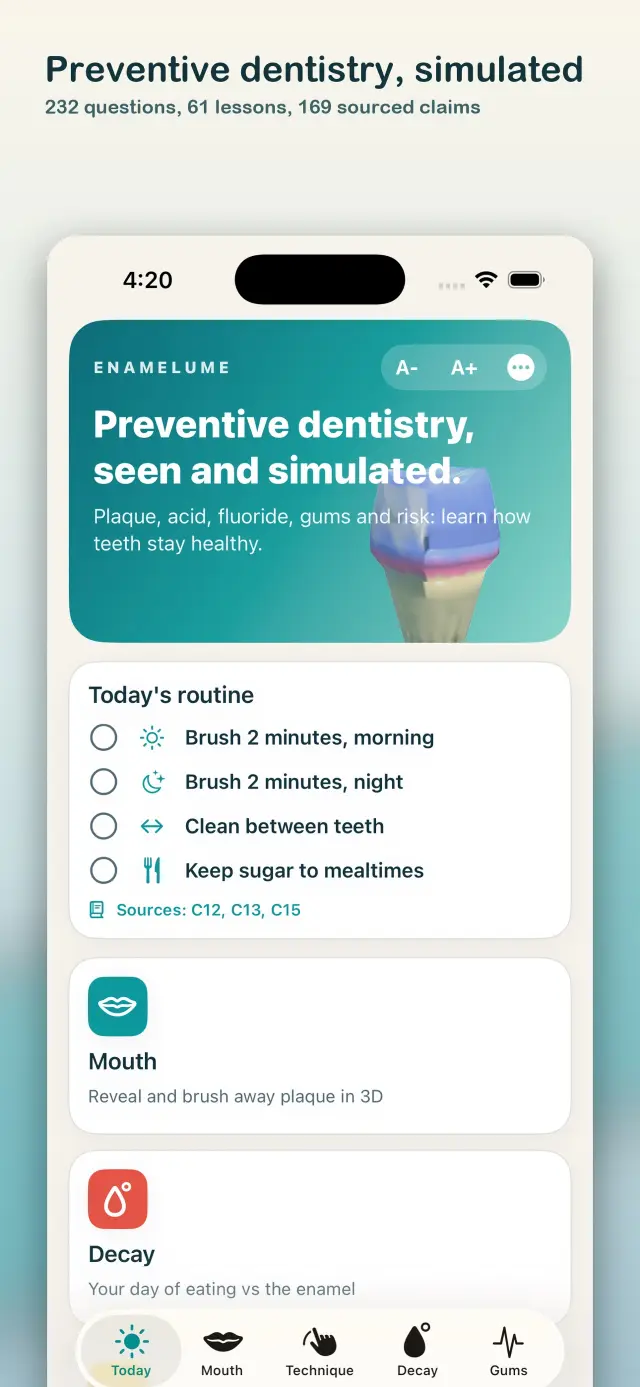 Preventive dentistry, simulated
232 questions, 61 lessons, 169 sourced claims
4:20
ENAMELUME
A- A+
Preventive dentistry,
seen and simulated.
Plaque, acid, fluoride, gums and risk: learn how
teeth stay healthy.
Today's routine
Brush 2 minutes, morning
Brush 2 minutes, night
Clean between teeth
Keep sugar to mealtimes
Sources: C12, C13, C15
Mouth
Reveal and brush away plaque in 3D
Decay
Your day of eating vs the enamel
Today Mouth Technique Decay Gums